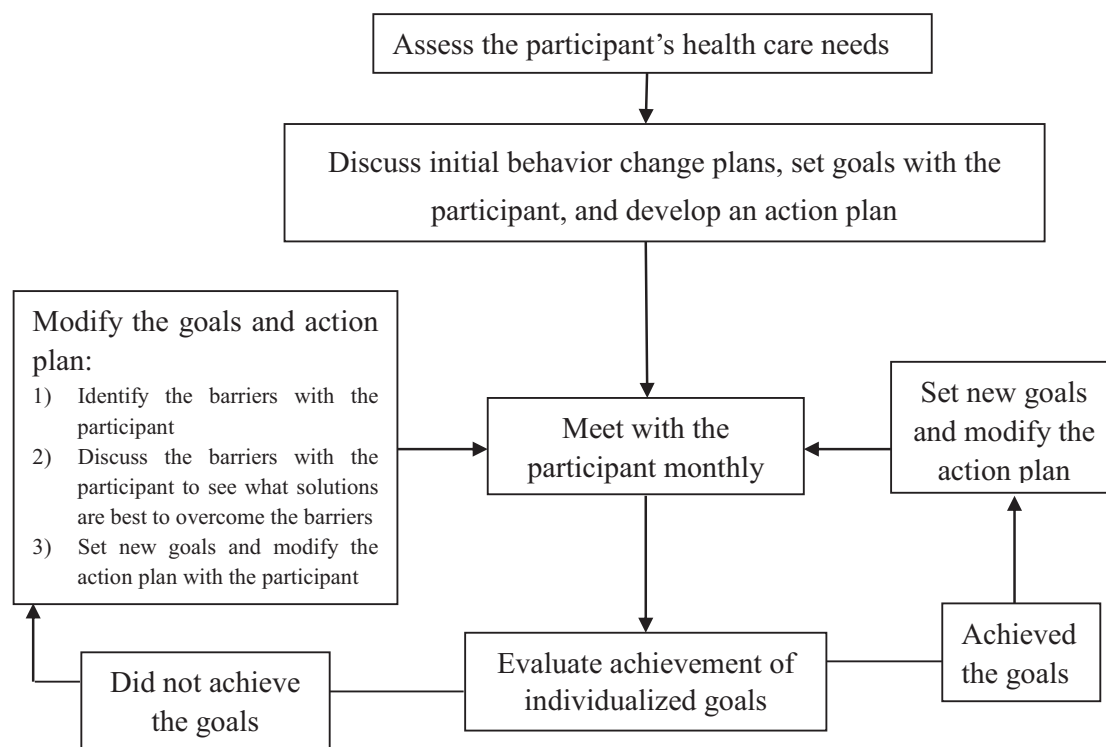 Assess the participant’s health care needs
Discuss initial behavior change plans, set goals with the
participant, and develop an action plan
Modify the goals and action
plan:
1) Identify the barriers with the
participant
2) Discuss the barriers with the
participant to see what solutions
are best to overcome the barriers
3) Set new goals and modify the
action plan with the participant
Meet with the
participant monthly
Set new goals
and modify the
action plan
Did not achieve
the goals
Evaluate achievement of
individualized goals
Achieved
the goals